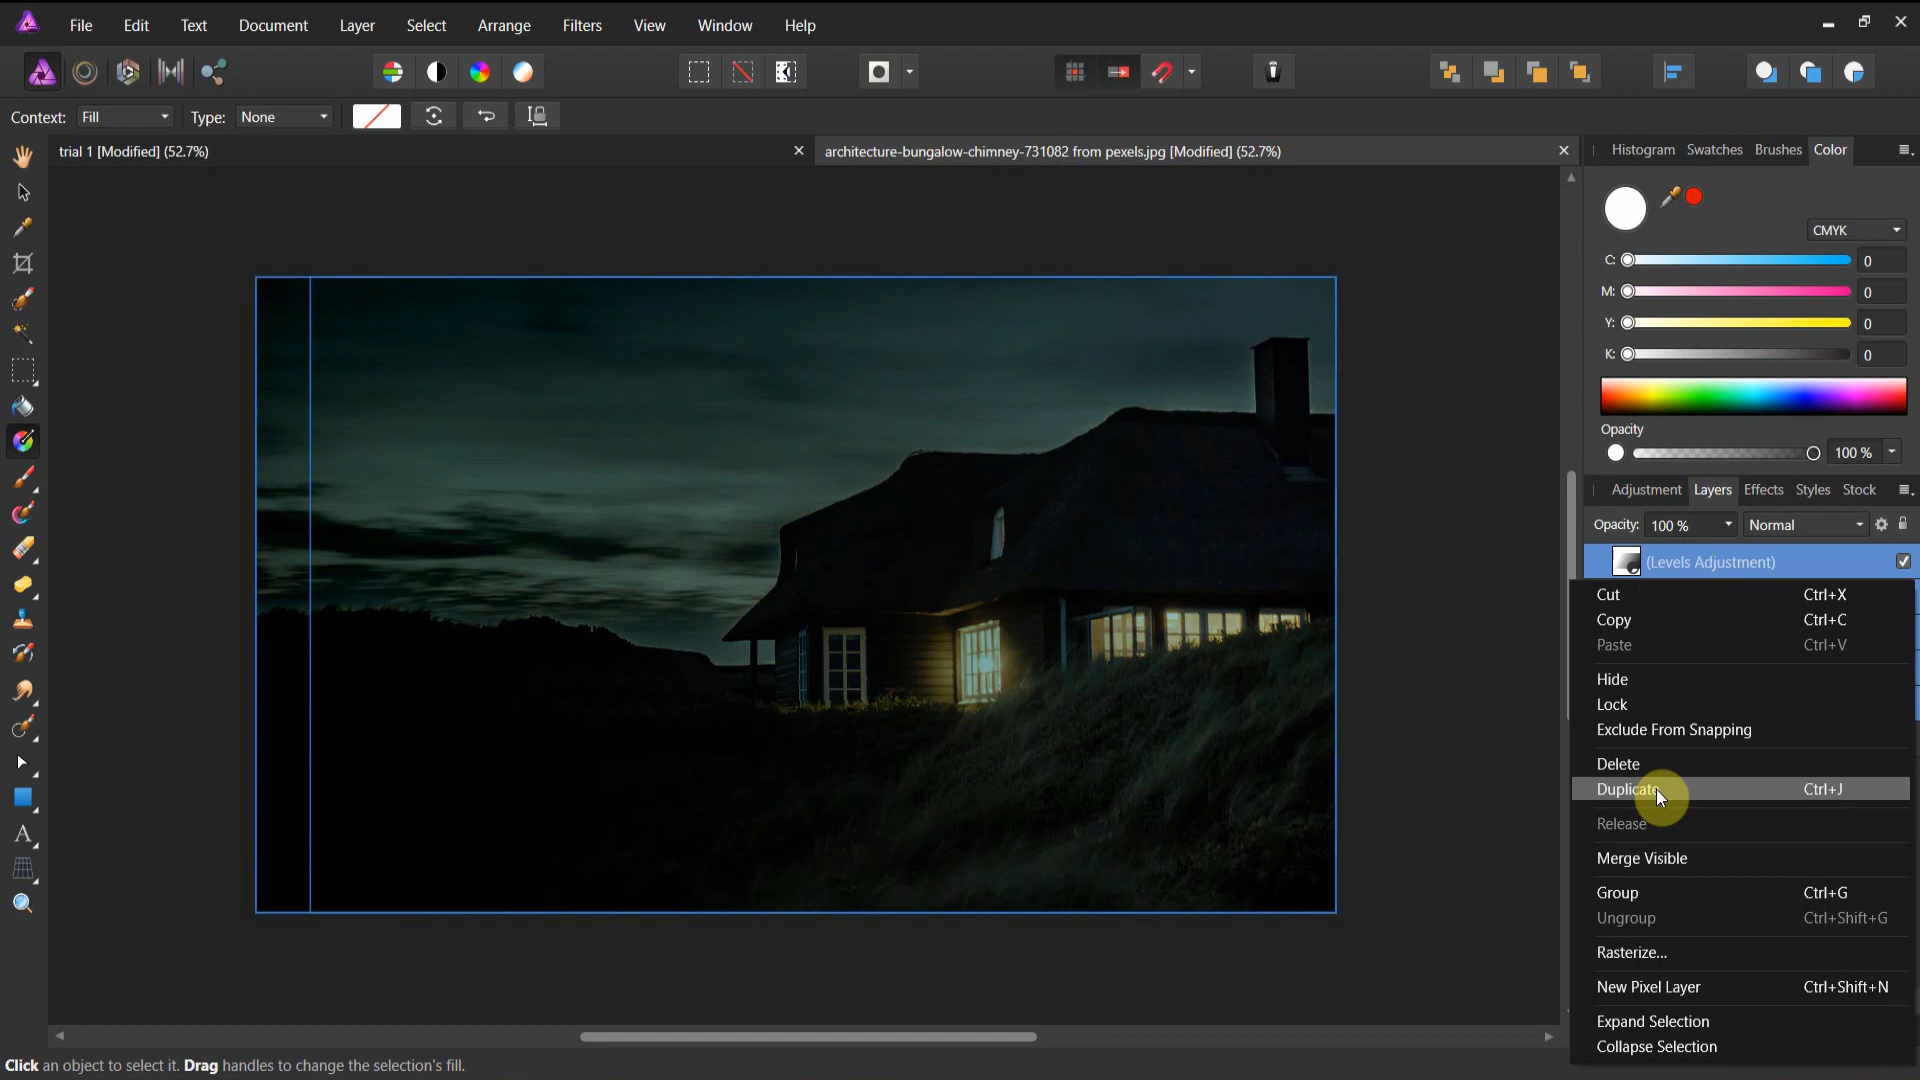 File Edit Text Document Layer Select Arrange Filters View Window Help
Context: Fill Type: None
trial 1 [Modified] (52.7%)
architecture-bungalow-chimney-731082 from pexels.jpg [Modified] (52.7%)
Histogram Swatches Brushes Color
CMYK
C: 0
M: 0
Y: 0
K: 0
Opacity
100 %
Adjustment Layers Effects Styles Stock
Opacity: 100 % Normal
(Levels Adjustment)
Cut Ctrl+X
Copy Ctrl+C
Paste Ctrl+V
Hide
Lock
Exclude From Snapping
Delete
Duplicate Ctrl+J
Release
Merge Visible
Group Ctrl+G
Ungroup Ctrl+Shift+G
Rasterize...
New Pixel Layer Ctrl+Shift+N
Expand Selection
Collapse Selection
Click an object to select it. Drag handles to change the selection's fill.